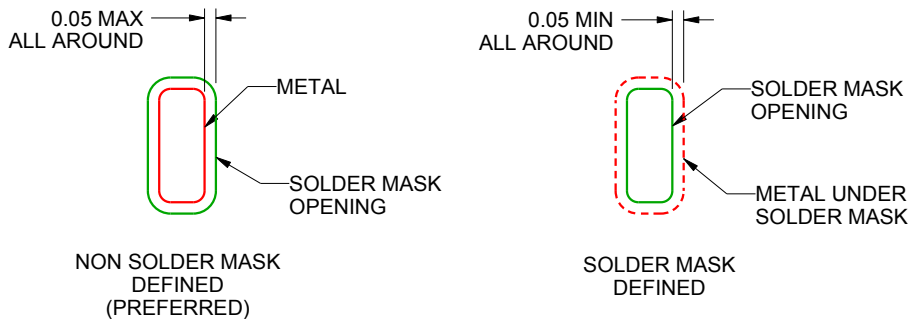 0.05 MAX
ALL AROUND
METAL
SOLDER MASK
OPENING
NON SOLDER MASK
DEFINED
(PREFERRED)
0.05 MIN
ALL AROUND
SOLDER MASK
OPENING
METAL UNDER
SOLDER MASK
SOLDER MASK
DEFINED